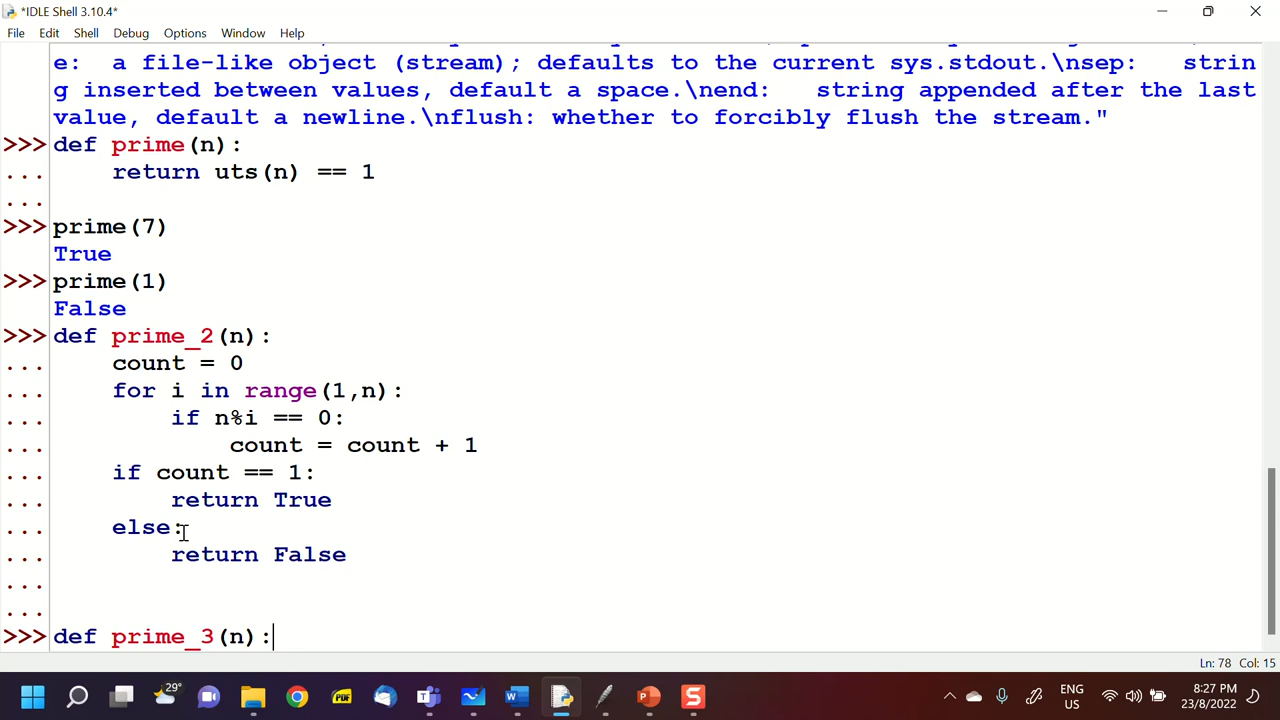 *IDLE Shell 3.10.4*
File Edit Shell Debug Options Window Help
e:  a file-like object (stream); defaults to the current sys.stdout.\nsep:   strin
g inserted between values, default a space.\nend:   string appended after the last
value, default a newline.\nflush: whether to forcibly flush the stream."
>>> def prime(n):
...     return uts(n) == 1
...
>>> prime(7)
True
>>> prime(1)
False
>>> def prime_2(n):
...     count = 0
...     for i in range(1,n):
...         if n%i == 0:
...             count = count + 1
...     if count == 1:
...         return True
...     else:
...         return False
...
...
>>> def prime_3(n):
Ln: 78 Col: 15
29°
PDF
ENG
US
8:27 PM
23/8/2022